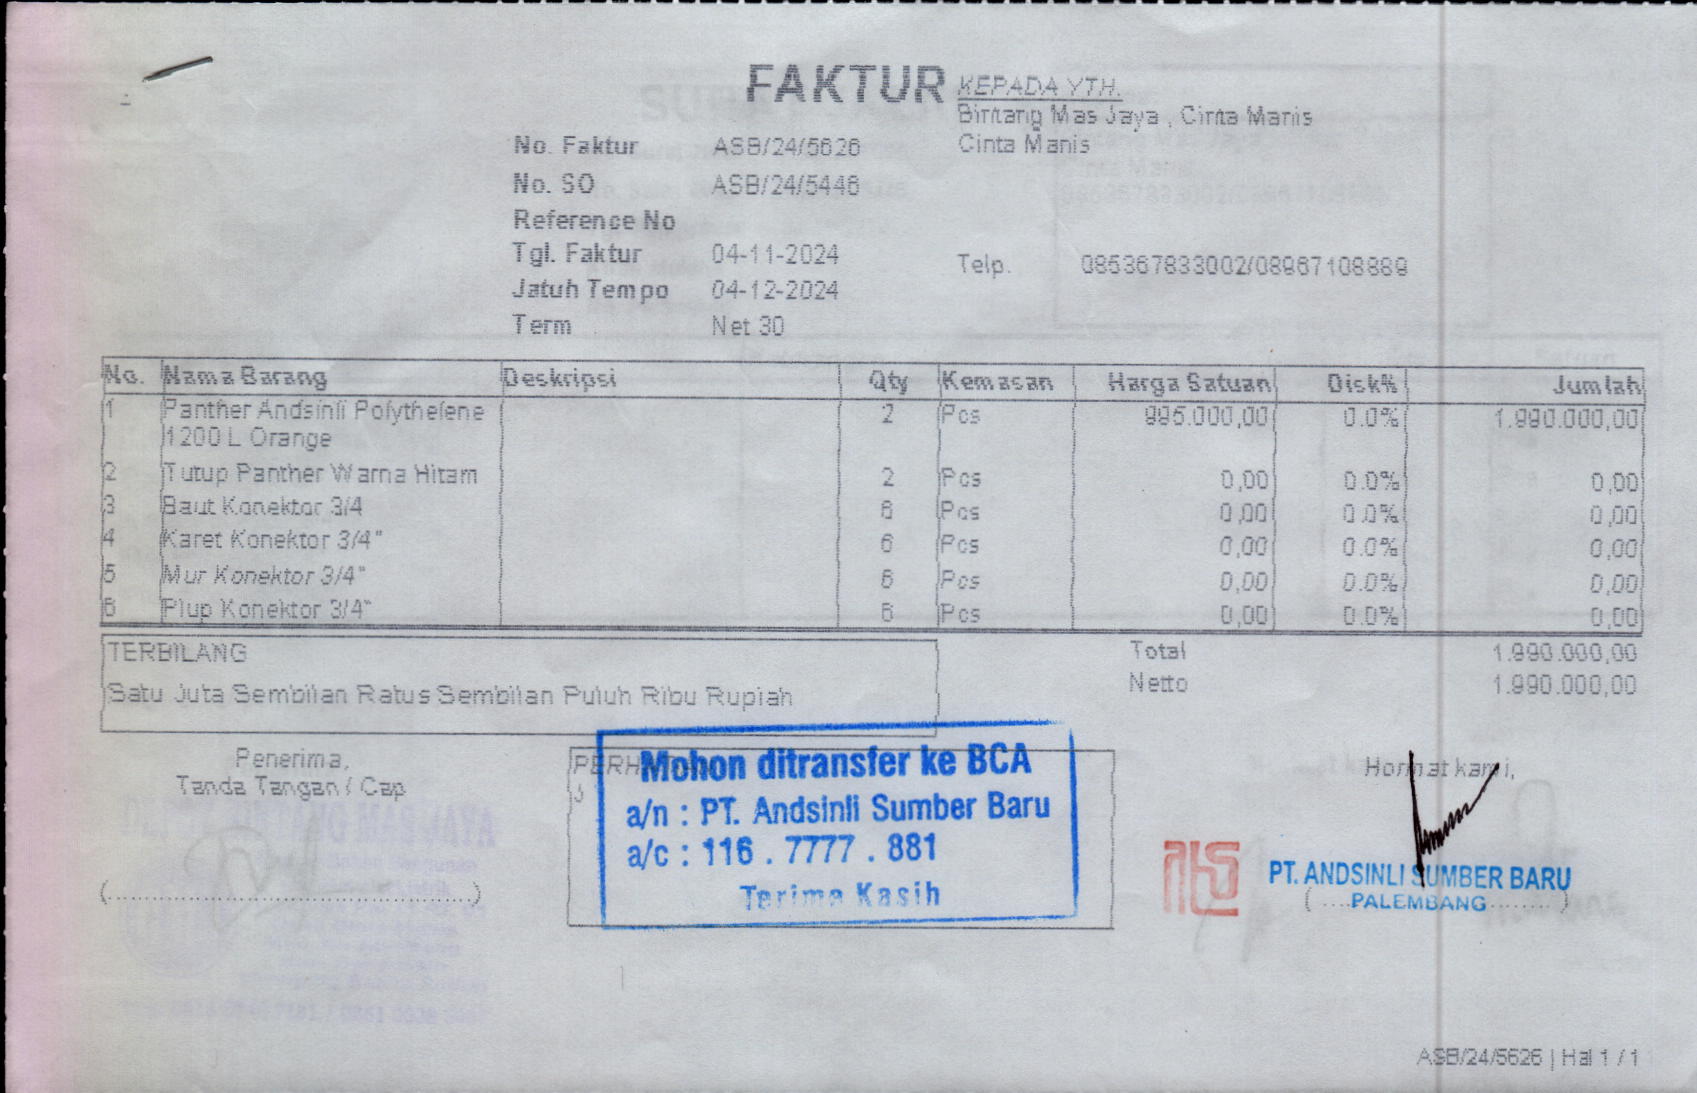 FAKTUR
KEPADA YTH.
Bintang Mas Jaya , Cinta Manis
Cinta Manis
No. Faktur ASB/24/5626
No. SO ASB/24/5446
Reference No
Tgl. Faktur 04-11-2024
Telp. 085367833002/08967108889
Jatuh Tempo 04-12-2024
Term Net 30
No. Nama Barang Deskripsi Qty Kemasan Harga Satuan Disk% Jumlah
1 Panther Andsinli Polythelene 2 Pcs 995.000,00 0.0% 1.990.000,00
1200 L Orange
2 Tutup Panther Warna Hitam 2 Pcs 0,00 0.0% 0,00
3 Baut Konektor 3/4 6 Pcs 0,00 0.0% 0,00
4 Karet Konektor 3/4" 6 Pcs 0,00 0.0% 0,00
5 Mur Konektor 3/4" 6 Pcs 0,00 0.0% 0,00
6 Plup Konektor 3/4" 6 Pcs 0,00 0.0% 0,00
TERBILANG
Satu Juta Sembilan Ratus Sembilan Puluh Ribu Rupiah
Total 1.990.000,00
Netto 1.990.000,00
Penerima,
Tanda Tangan / Cap
(..............................)
Mohon ditransfer ke BCA
a/n : PT. Andsinli Sumber Baru
a/c : 116 . 7777 . 881
Terima Kasih
Hormat kami,
PT. ANDSINLI SUMBER BARU
PALEMBANG
ASB/24/5626 | Hal 1 / 1